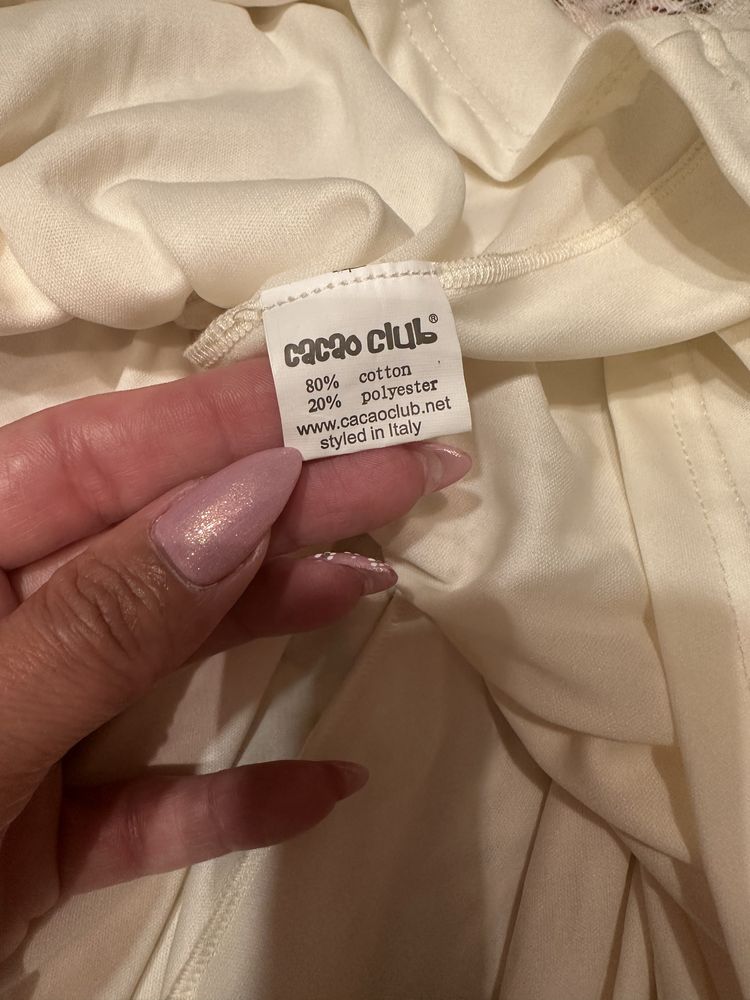 cacao club®
80% cotton
20% polyester
www.cacaoclub.net
styled in Italy